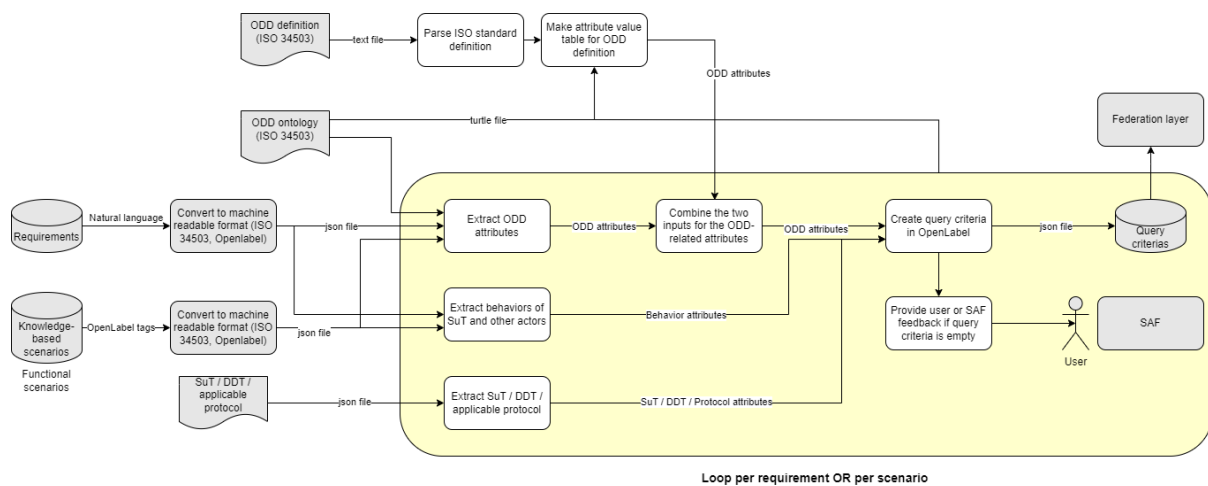 ODD definition
(ISO 34503)
text file
Parse ISO standard
definition
Make attribute value
table for ODD
definition
ODD attributes
ODD ontology
(ISO 34503)
turtle file
Federation layer
Requirements
Natural language
Convert to machine
readable format (ISO
34503, Openlabel)
json file
Extract ODD
attributes
ODD attributes
Combine the two
inputs for the ODD-
related attributes
ODD attributes
Create query criteria
in OpenLabel
json file
Query
criterias
Knowledge-
based scenarios
Functional scenarios
OpenLabel tags
Convert to machine
readable format (ISO
34503, Openlabel)
json file
Extract behaviors of
SuT and other actors
Behavior attributes
Provide user or SAF
feedback if query
criteria is empty
User
SAF
SuT / DDT /
applicable
protocol
json file
Extract SuT / DDT /
applicable protocol
SuT / DDT / Protocol attributes
Loop per requirement OR per scenario